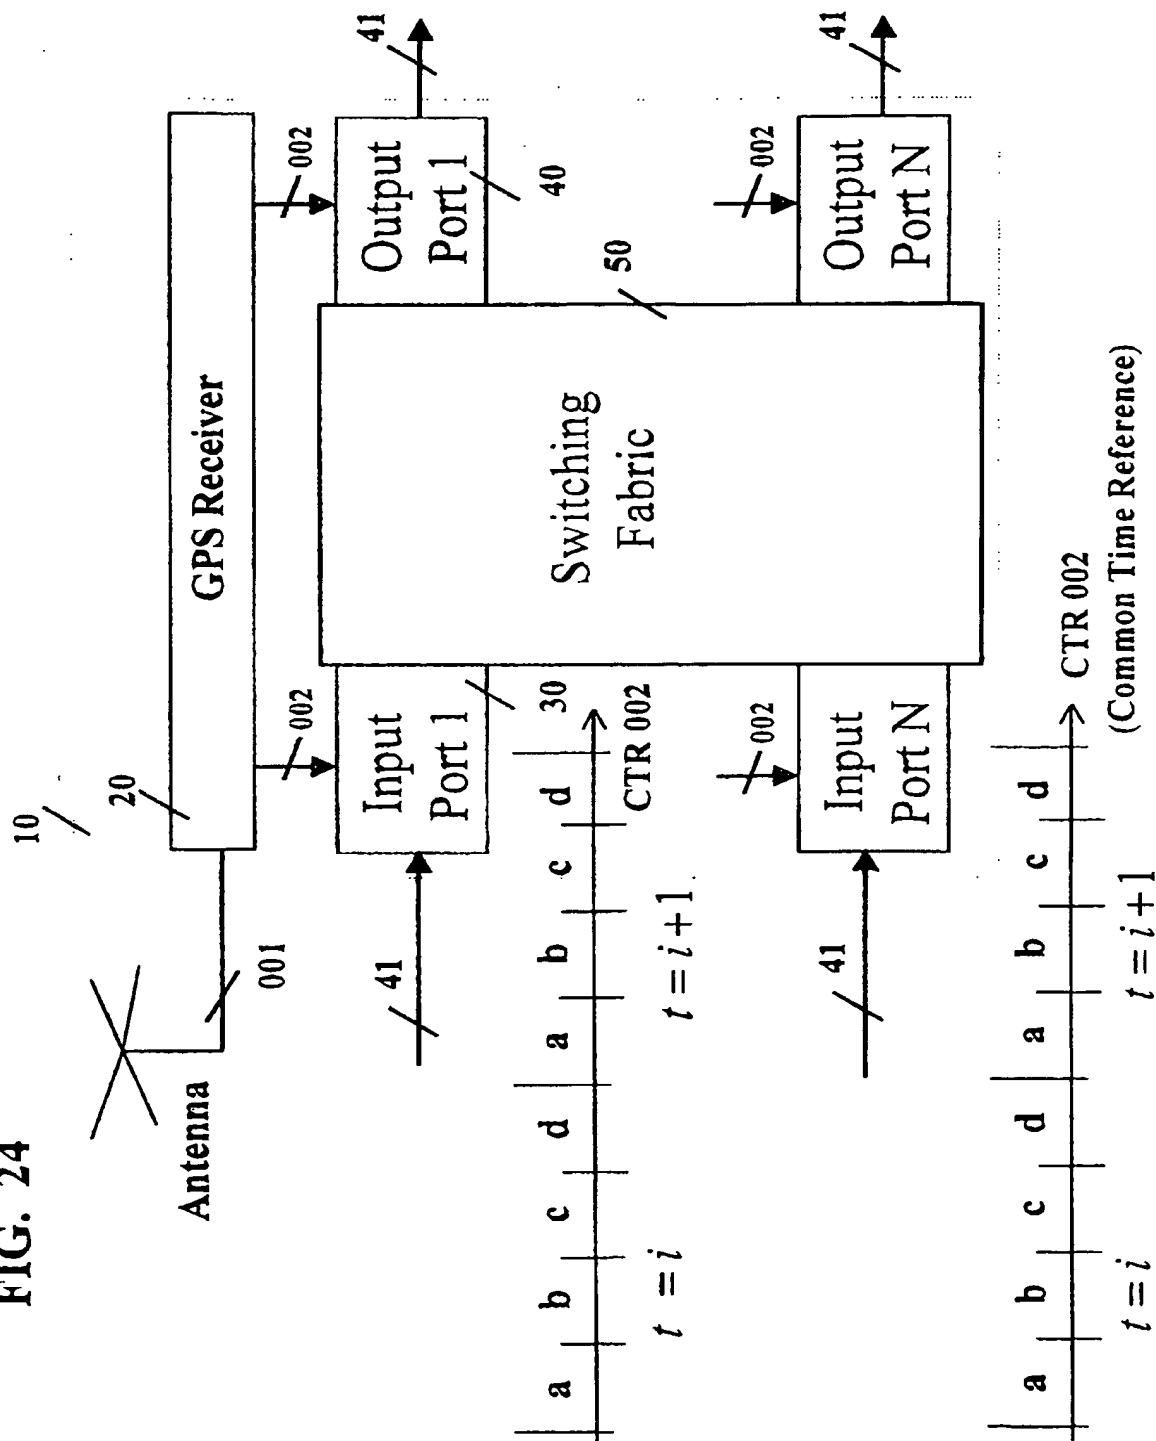 FIG. 24
10
Antenna
001
20
GPS Receiver
002
002
41
Input
Port 1
30
Switching
Fabric
50
Output
Port 1
40
41
a b c d a b c d
CTR 002
t = i
t = i+1
002
002
41
Input
Port N
Output
Port N
41
a b c d a b c d
CTR 002
(Common Time Reference)
t = i
t = i+1